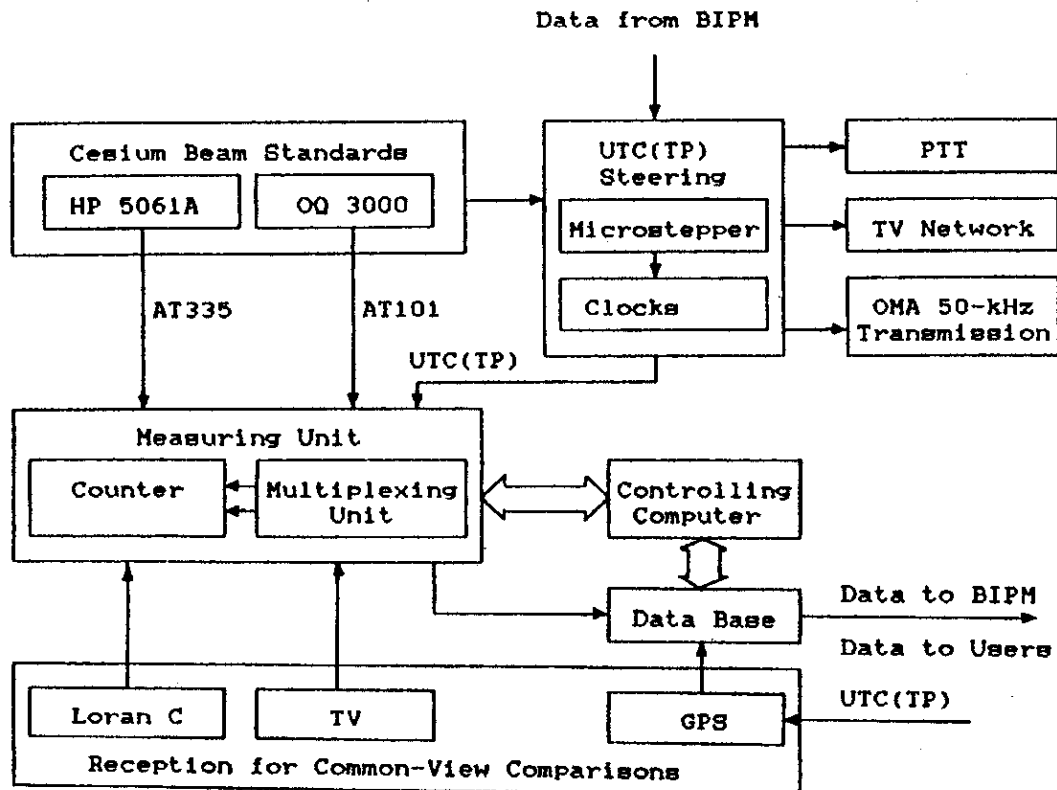 Data from BIPM
Cesium Beam Standards
HP 5061A
OQ 3000
UTC(TP)
Steering
Microstepper
Clocks
PTT
TV Network
OMA 50-kHz
Transmission
AT335
AT101
UTC(TP)
Measuring Unit
Counter
Multiplexing
Unit
Controlling
Computer
Data Base
Data to BIPM
Data to Users
Loran C
TV
GPS
UTC(TP)
Reception for Common-View Comparisons